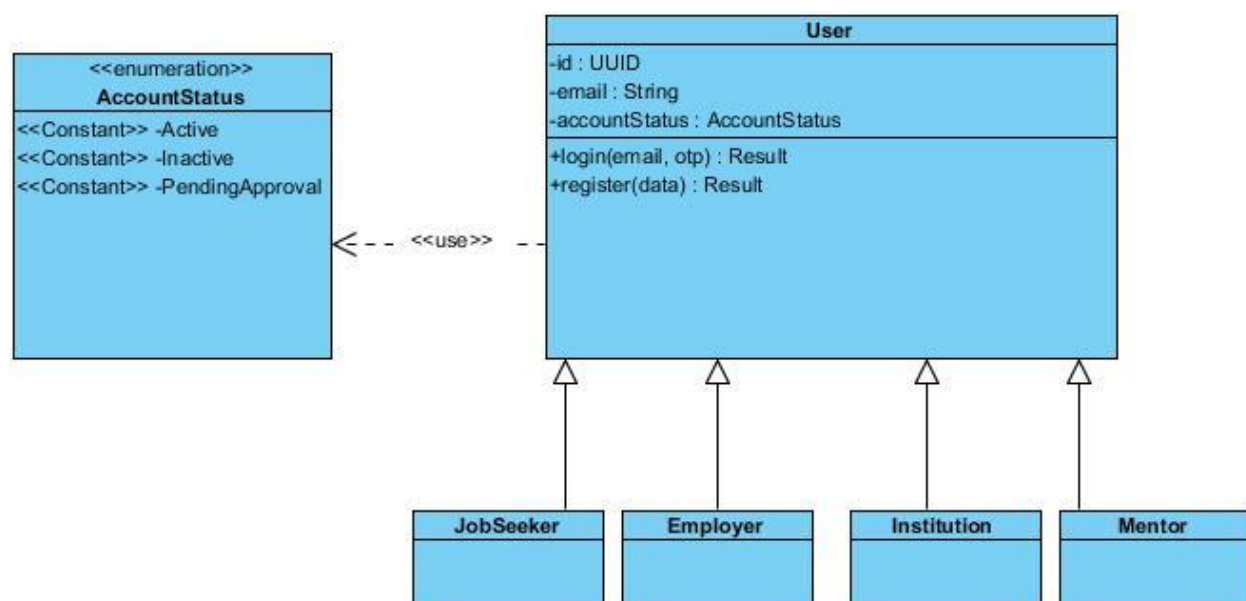 <<enumeration>>
AccountStatus
<<Constant>> -Active
<<Constant>> -Inactive
<<Constant>> -PendingApproval
<<use>>
User
-id : UUID
-email : String
-accountStatus : AccountStatus
+login(email, otp) : Result
+register(data) : Result
JobSeeker
Employer
Institution
Mentor